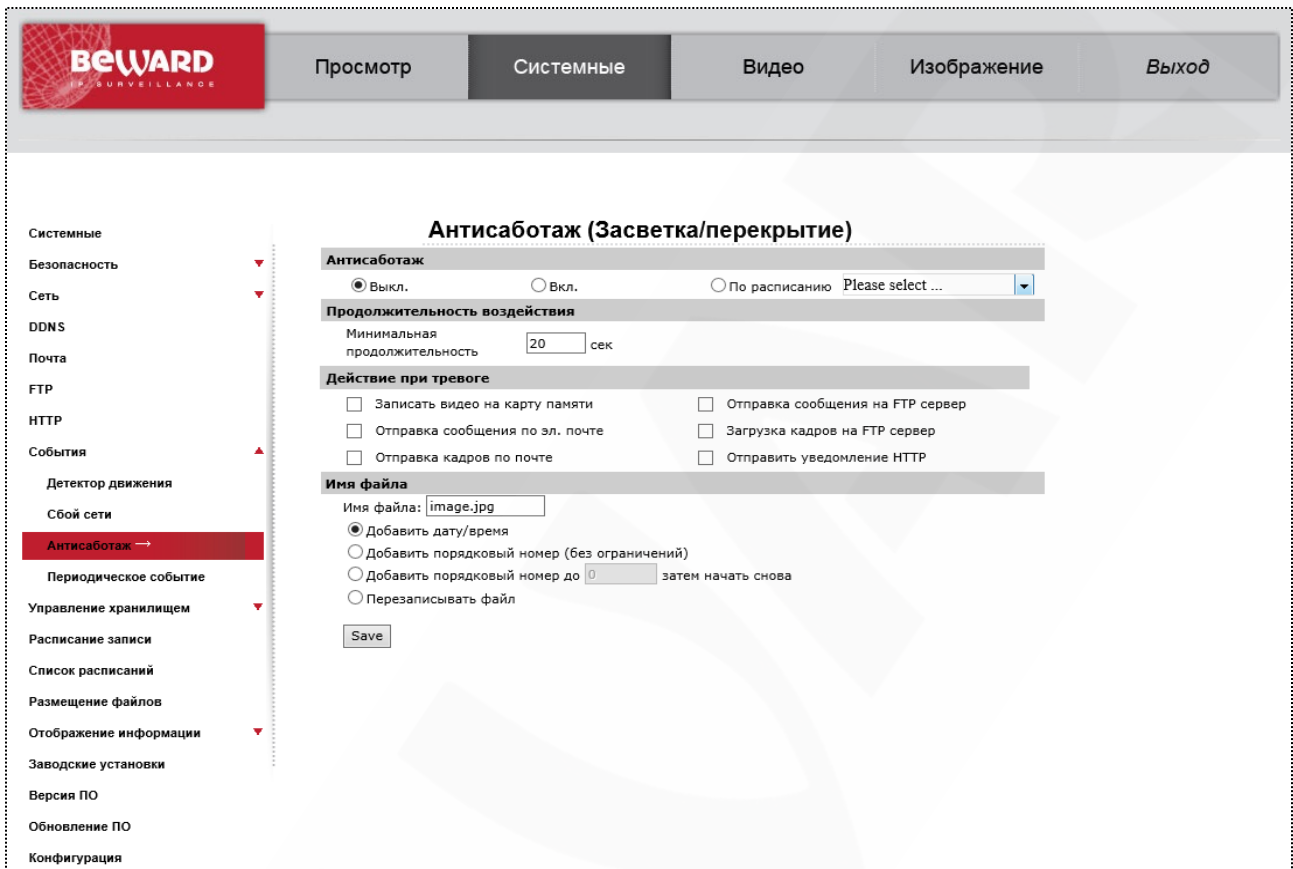 BEWARD
IP SURVEILLANCE
Просмотр
Системные
Видео
Изображение
Выход
Системные
Безопасность
Сеть
DDNS
Почта
FTP
HTTP
События
Детектор движения
Сбой сети
Антисаботаж →
Периодическое событие
Управление хранилищем
Расписание записи
Список расписаний
Размещение файлов
Отображение информации
Заводские установки
Версия ПО
Обновление ПО
Конфигурация
Антисаботаж (Засветка/перекрытие)
Антисаботаж
Выкл. Вкл. По расписанию Please select ...
Продолжительность воздействия
Минимальная
продолжительность 20 сек
Действие при тревоге
Записать видео на карту памяти Отправка сообщения на FTP сервер
Отправка сообщения по эл. почте Загрузка кадров на FTP сервер
Отправка кадров по почте Отправить уведомление HTTP
Имя файла
Имя файла: image.jpg
Добавить дату/время
Добавить порядковый номер (без ограничений)
Добавить порядковый номер до 0 затем начать снова
Перезаписывать файл
Save